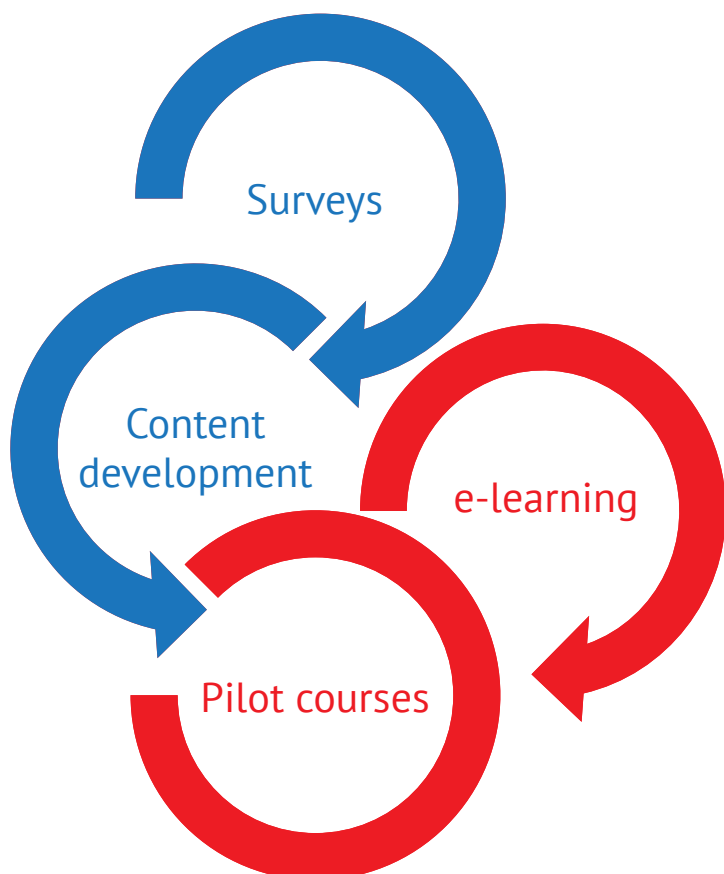 Surveys
Content
development
e-learning
Pilot courses